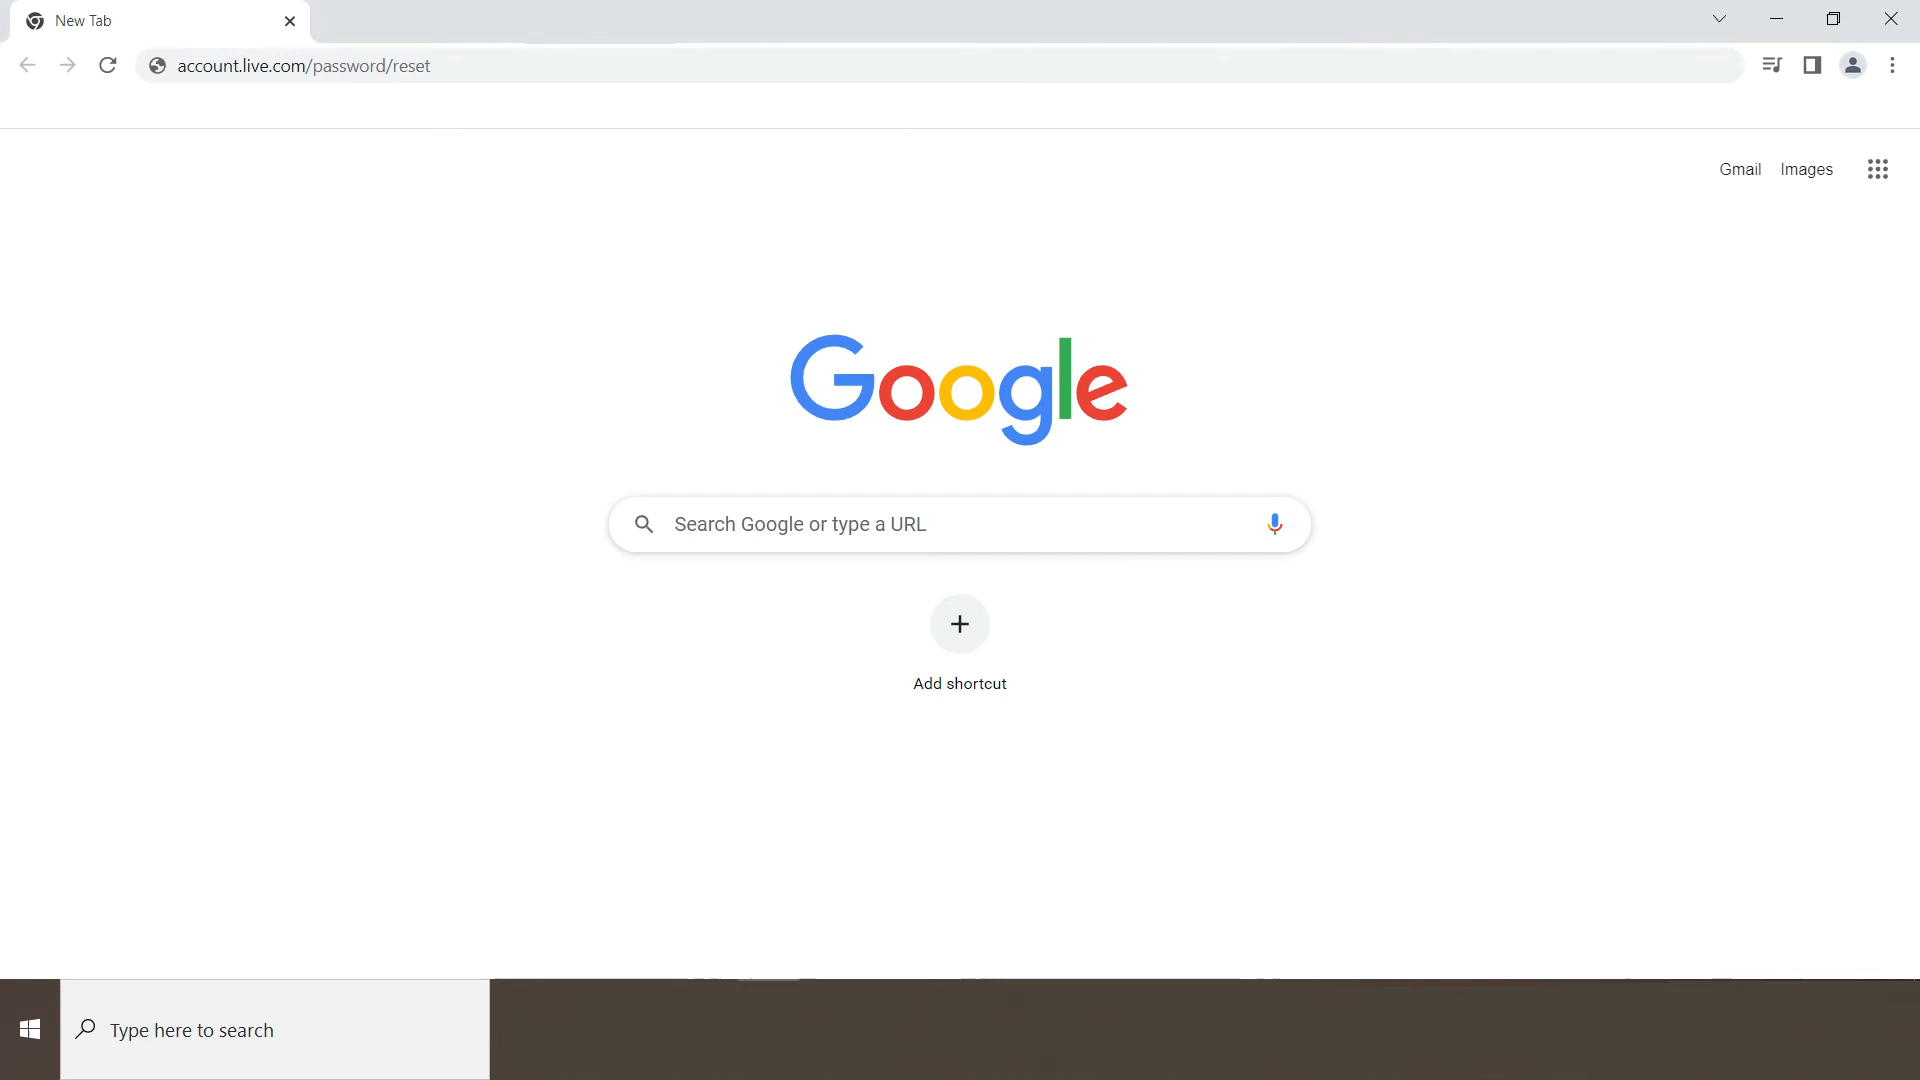 New Tab
account.live.com/password/reset
Gmail Images
Google
Search Google or type a URL
Add shortcut
Type here to search